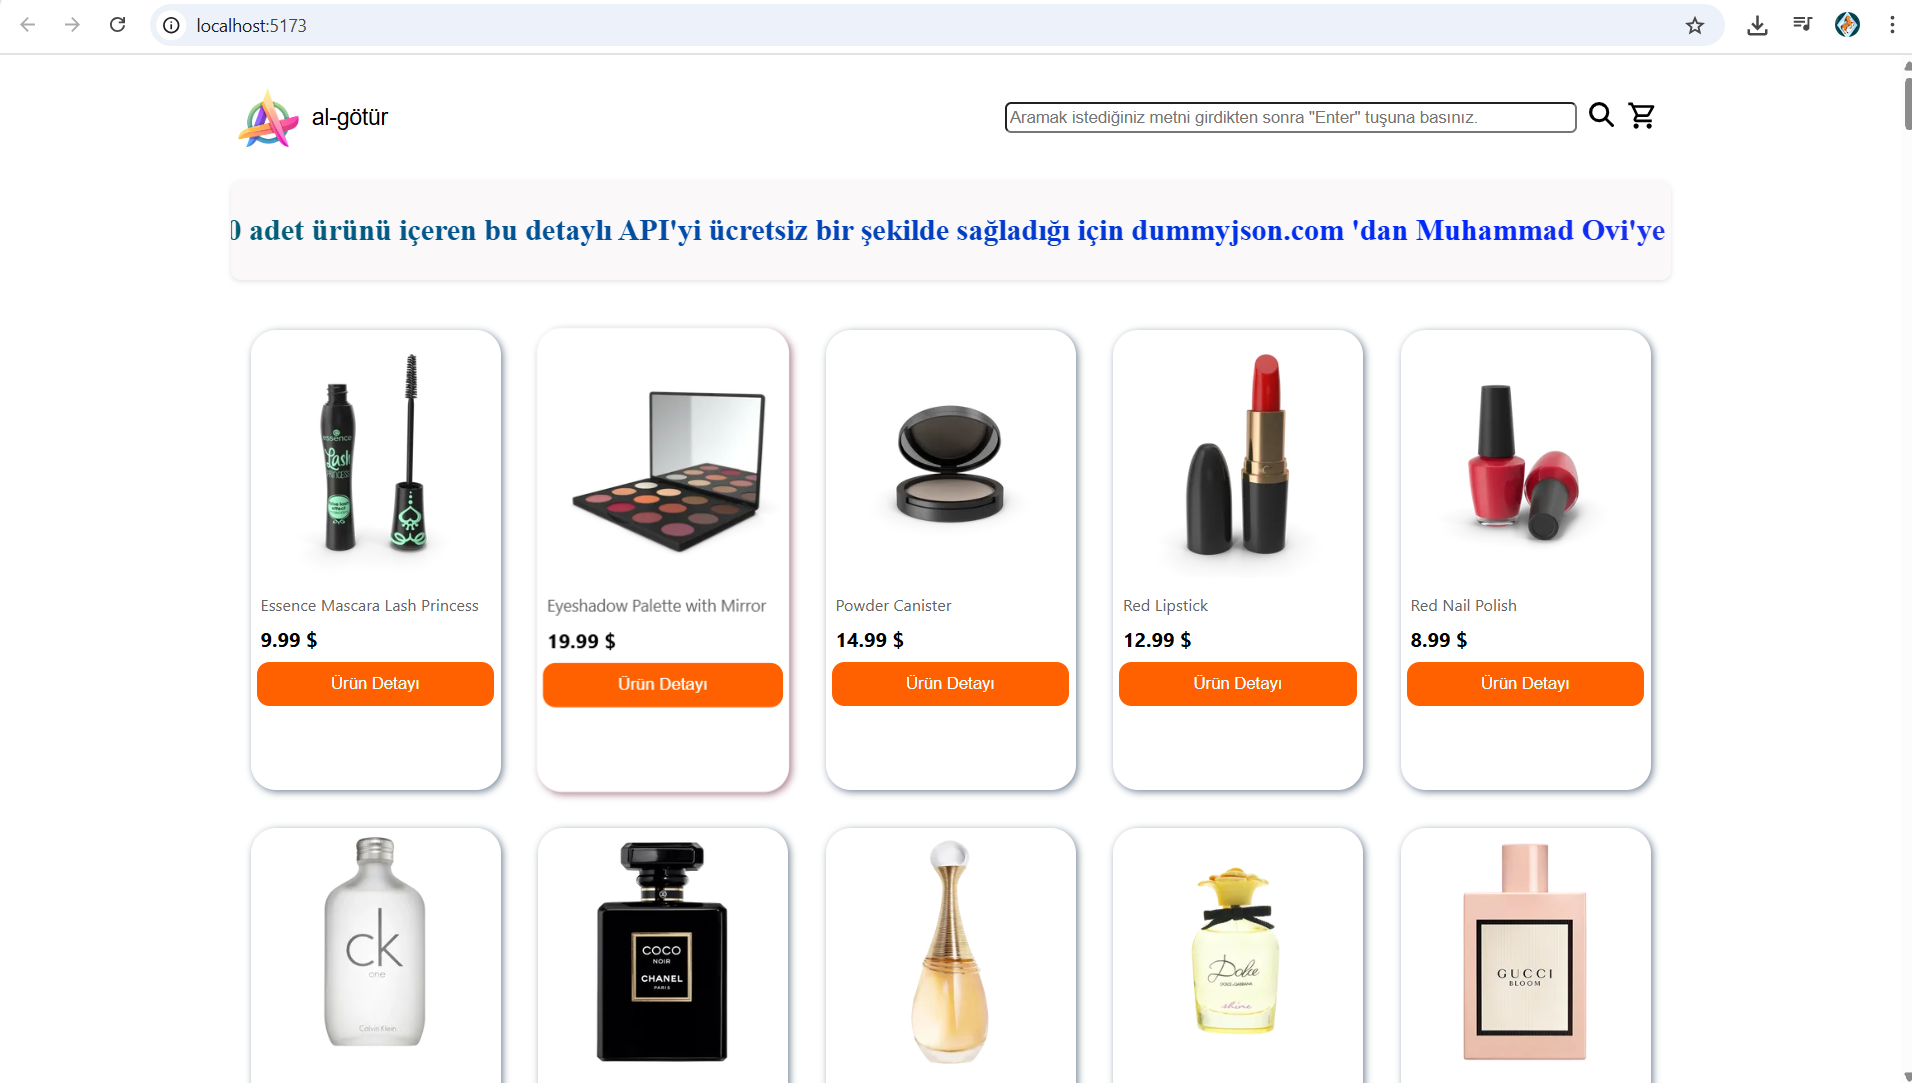 localhost:5173
al-götür
Aramak istediğiniz metni girdikten sonra "Enter" tuşuna basınız.
0 adet ürünü içeren bu detaylı API'yi ücretsiz bir şekilde sağladığı için dummyjson.com 'dan Muhammad Ovi'ye
essence
Lash
PRINCESS
Essence Mascara Lash Princess
9.99 $
Ürün Detayı
Eyeshadow Palette with Mirror
19.99 $
Ürün Detayı
Powder Canister
14.99 $
Ürün Detayı
Red Lipstick
12.99 $
Ürün Detayı
Red Nail Polish
8.99 $
Ürün Detayı
ck
one
Calvin Klein
COCO
NOIR
CHANEL
PARIS
Dolce
shine
GUCCI
BLOOM